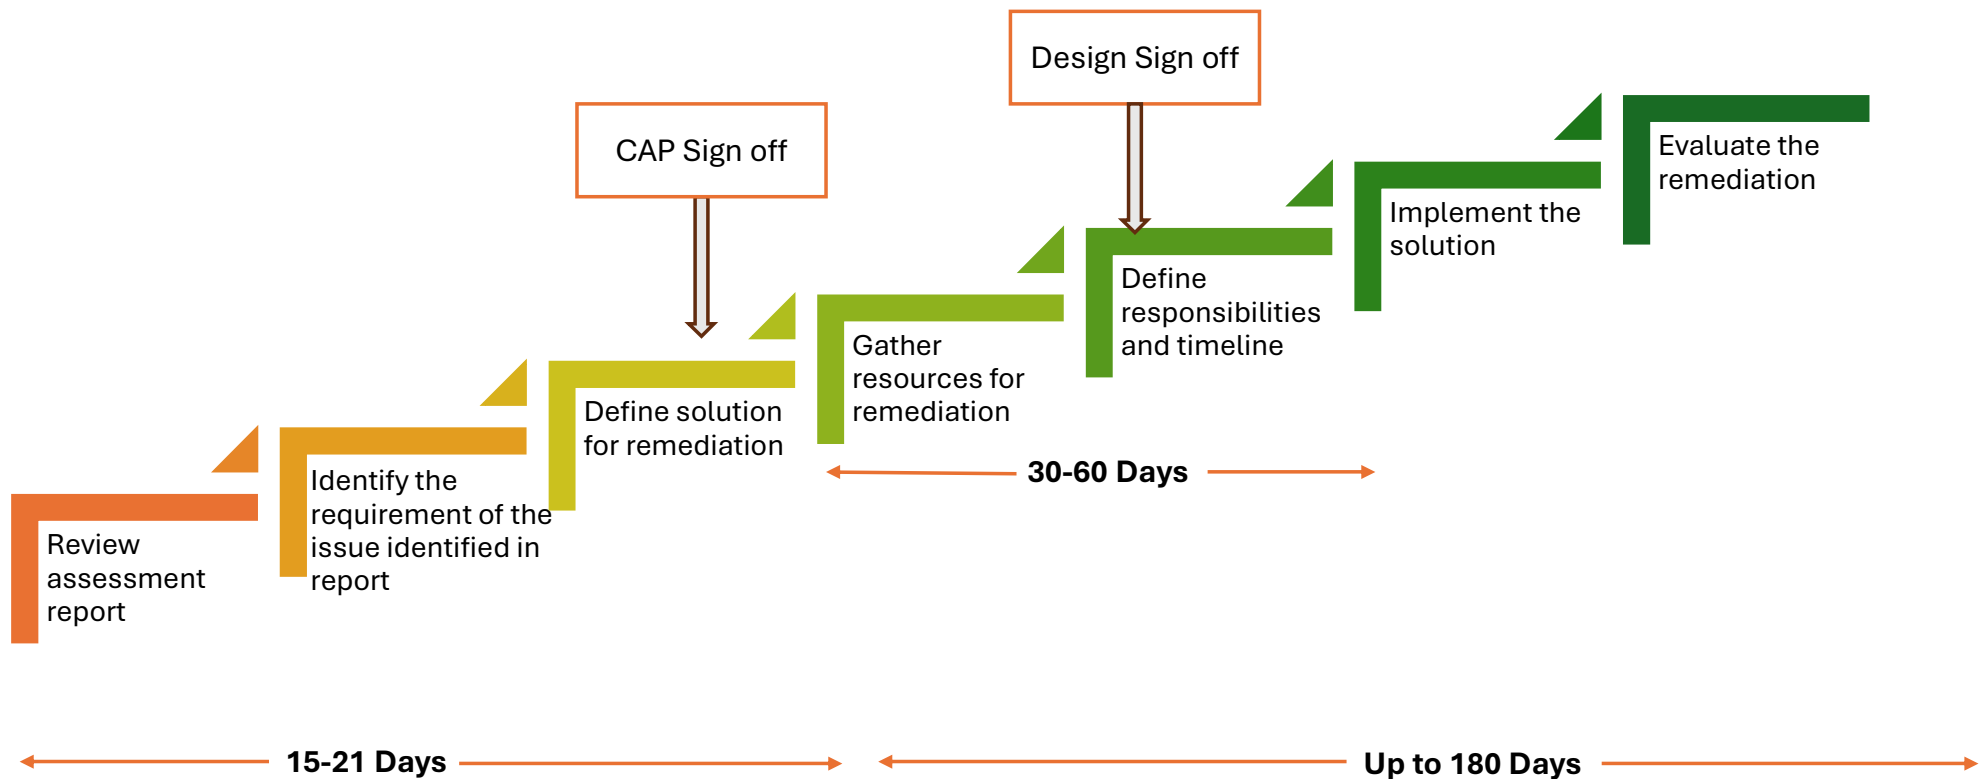 Design Sign off
CAP Sign off
Review
assessment
report
Identify the
requirement of the
issue identified in
report
Define solution
for remediation
Gather
resources for
remediation
Define
responsibilities
and timeline
Implement the
solution
Evaluate the
remediation
30-60 Days
15-21 Days
Up to 180 Days